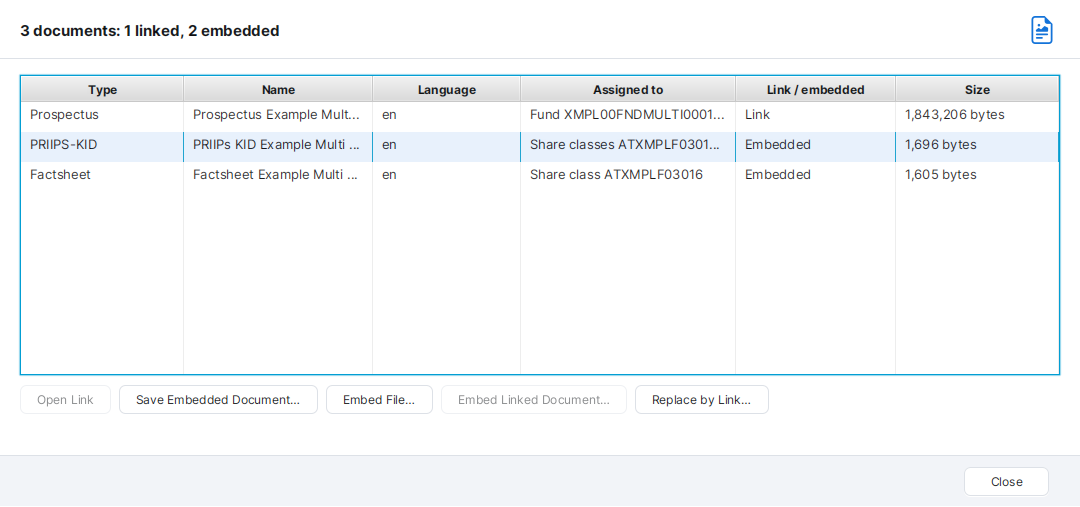 3 documents: 1 linked, 2 embedded
Type Name Language Assigned to Link / embedded Size
Prospectus Prospectus Example Mult... en Fund XMPL00FNDMULTI0001... Link 1,843,206 bytes
PRIIPS-KID PRIIPs KID Example Multi ... en Share classes ATXMPLF0301... Embedded 1,696 bytes
Factsheet Factsheet Example Multi ... en Share class ATXMPLF03016 Embedded 1,605 bytes
Open Link Save Embedded Document... Embed File... Embed Linked Document... Replace by Link...
Close